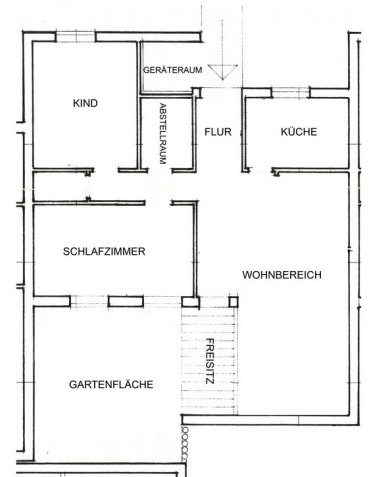 GERÄTERAUM
KIND
ABSTELLRAUM
FLUR
KÜCHE
SCHLAFZIMMER
WOHNBEREICH
FREISITZ
GARTENFLÄCHE